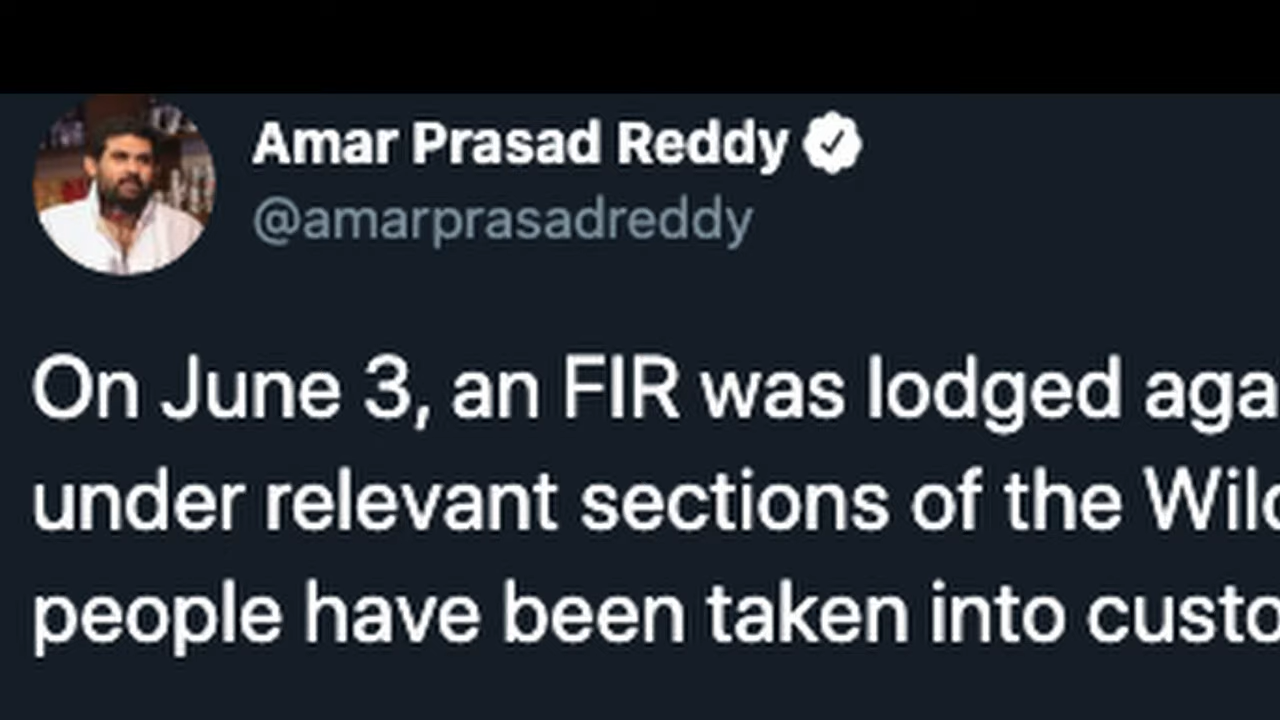 Amar Prasad Reddy
@amarprasadreddy
On June 3, an FIR was lodged aga
under relevant sections of the Wild
people have been taken into custo